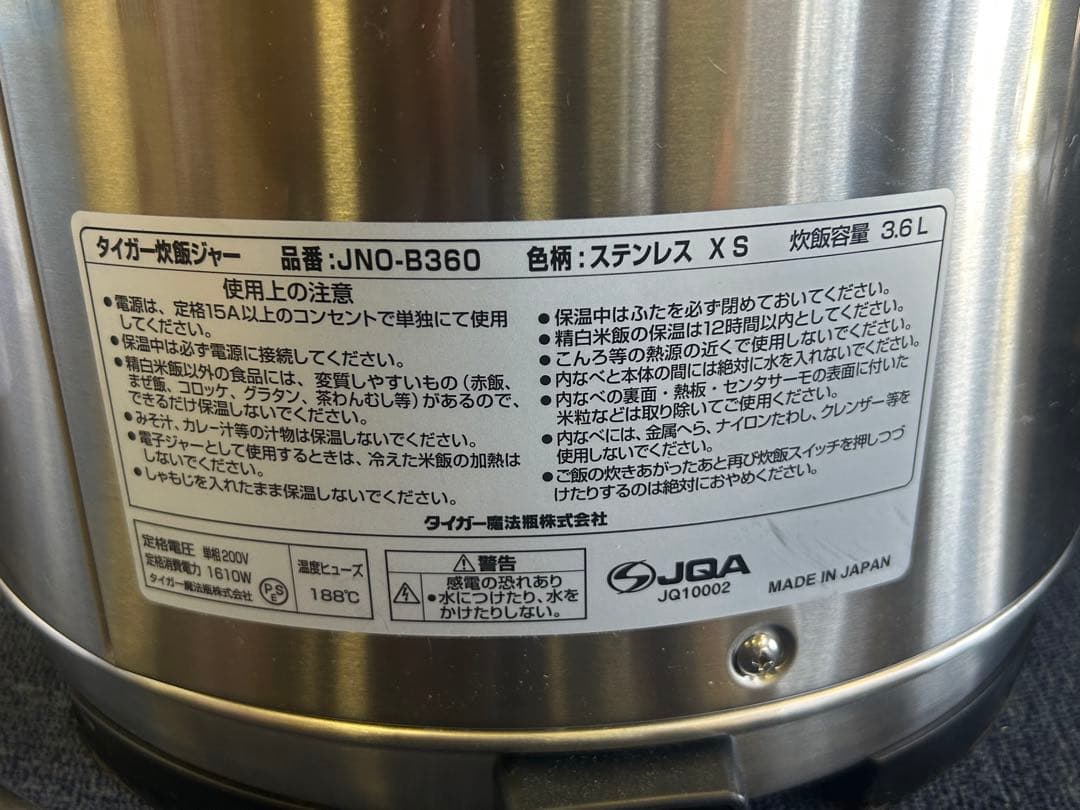 タイガー炊飯ジャー 品番:JNO-B360 色柄:ステンレス XS 炊飯容量 3.6L
使用上の注意
●電源は、定格15A以上のコンセントで単独にて使用
してください。
●保温中は必ず電源に接続してください。
●精白米飯以外の食品には、変質しやすいもの(赤飯、
まぜ飯、コロッケ、グラタン、茶わんむし等)があるので、
できるだけ保温しないでください。
●みそ汁、カレー汁等の汁物は保温しないでください。
●電子ジャーとして使用するときは、冷えた米飯の加熱は
しないでください。
●しゃもじを入れたまま保温しないでください。
●保温中はふたを必ず閉めておいてください。
●精白米飯の保温は12時間以内としてください。
●こんろ等の熱源の近くで使用しないでください。
●内なべと本体の間には絶対に水を入れないでください。
●内なべの裏面・熱板・センタサーモの表面に付いた
米粒などは取り除いてご使用ください。
●内なべには、金属へら、ナイロンたわし、クレンザー等を
使用しないでください。
●ご飯の炊きあがったあと再び炊飯スイッチを押しつづ
けたりするのは絶対におやめください。
タイガー魔法瓶株式会社
定格電圧 単相200V
定格消費電力 1610W
タイガー魔法瓶株式会社
PSE
温度ヒューズ
188℃
警告
感電の恐れあり
●水につけたり、水を
かけたりしない。
JQA
JQ10002
MADE IN JAPAN